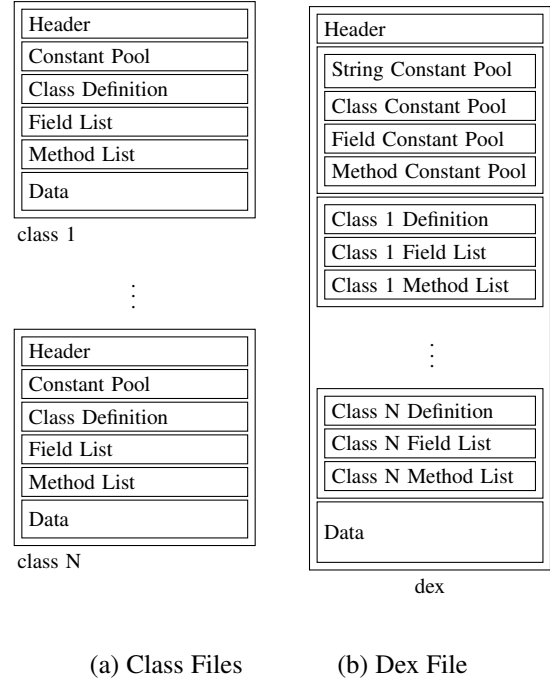 Header
Constant Pool
Class Definition
Field List
Method List
Data
class 1
⋮
Header
Constant Pool
Class Definition
Field List
Method List
Data
class N
Header
String Constant Pool
Class Constant Pool
Field Constant Pool
Method Constant Pool
Class 1 Definition
Class 1 Field List
Class 1 Method List
⋮
Class N Definition
Class N Field List
Class N Method List
Data
dex
(a) Class Files
(b) Dex File